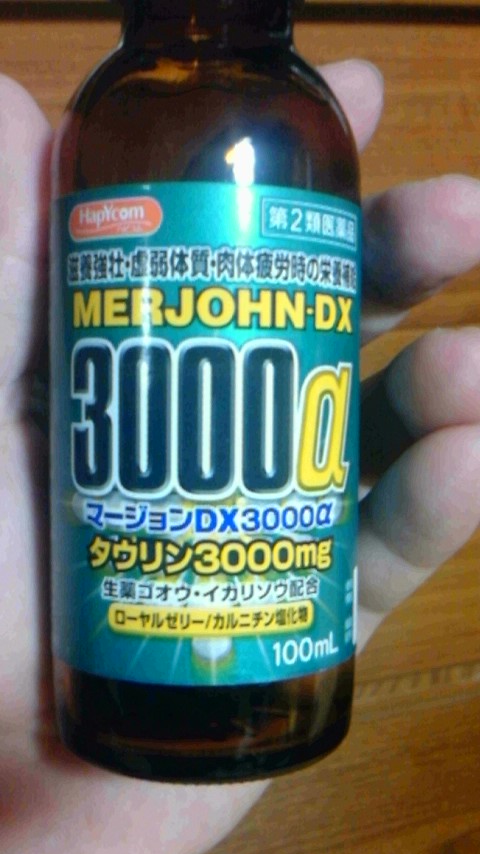 HapYcom
第2類医薬品
滋養強壮・虚弱体質・肉体疲労時の栄養補給
MERJOHN-DX
3000α
マージョンDX3000α
タウリン3000mg
生薬ゴオウ・イカリソウ配合
ローヤルゼリー/カルニチン塩化物
100mL